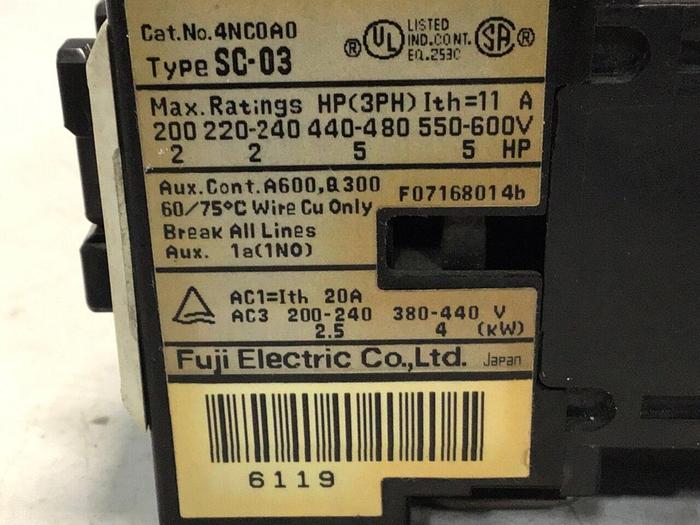 Cat.No.4NC0A0
Type SC-03
® UL LISTED
IND.CONT.
EQ.253C
SA ®
Max.Ratings HP(3PH) Ith=11 A
200 220-240 440-480 550-600V
2 2 5 5 HP
Aux.Cont.A600,Q300
60/75°C Wire Cu Only
Break All Lines
Aux. 1a(1NO)
F07168014b
AC1=Ith 20A
AC3 200-240 380-440 V
2.5 4 (kW)
Fuji Electric Co.,Ltd. Japan
6119